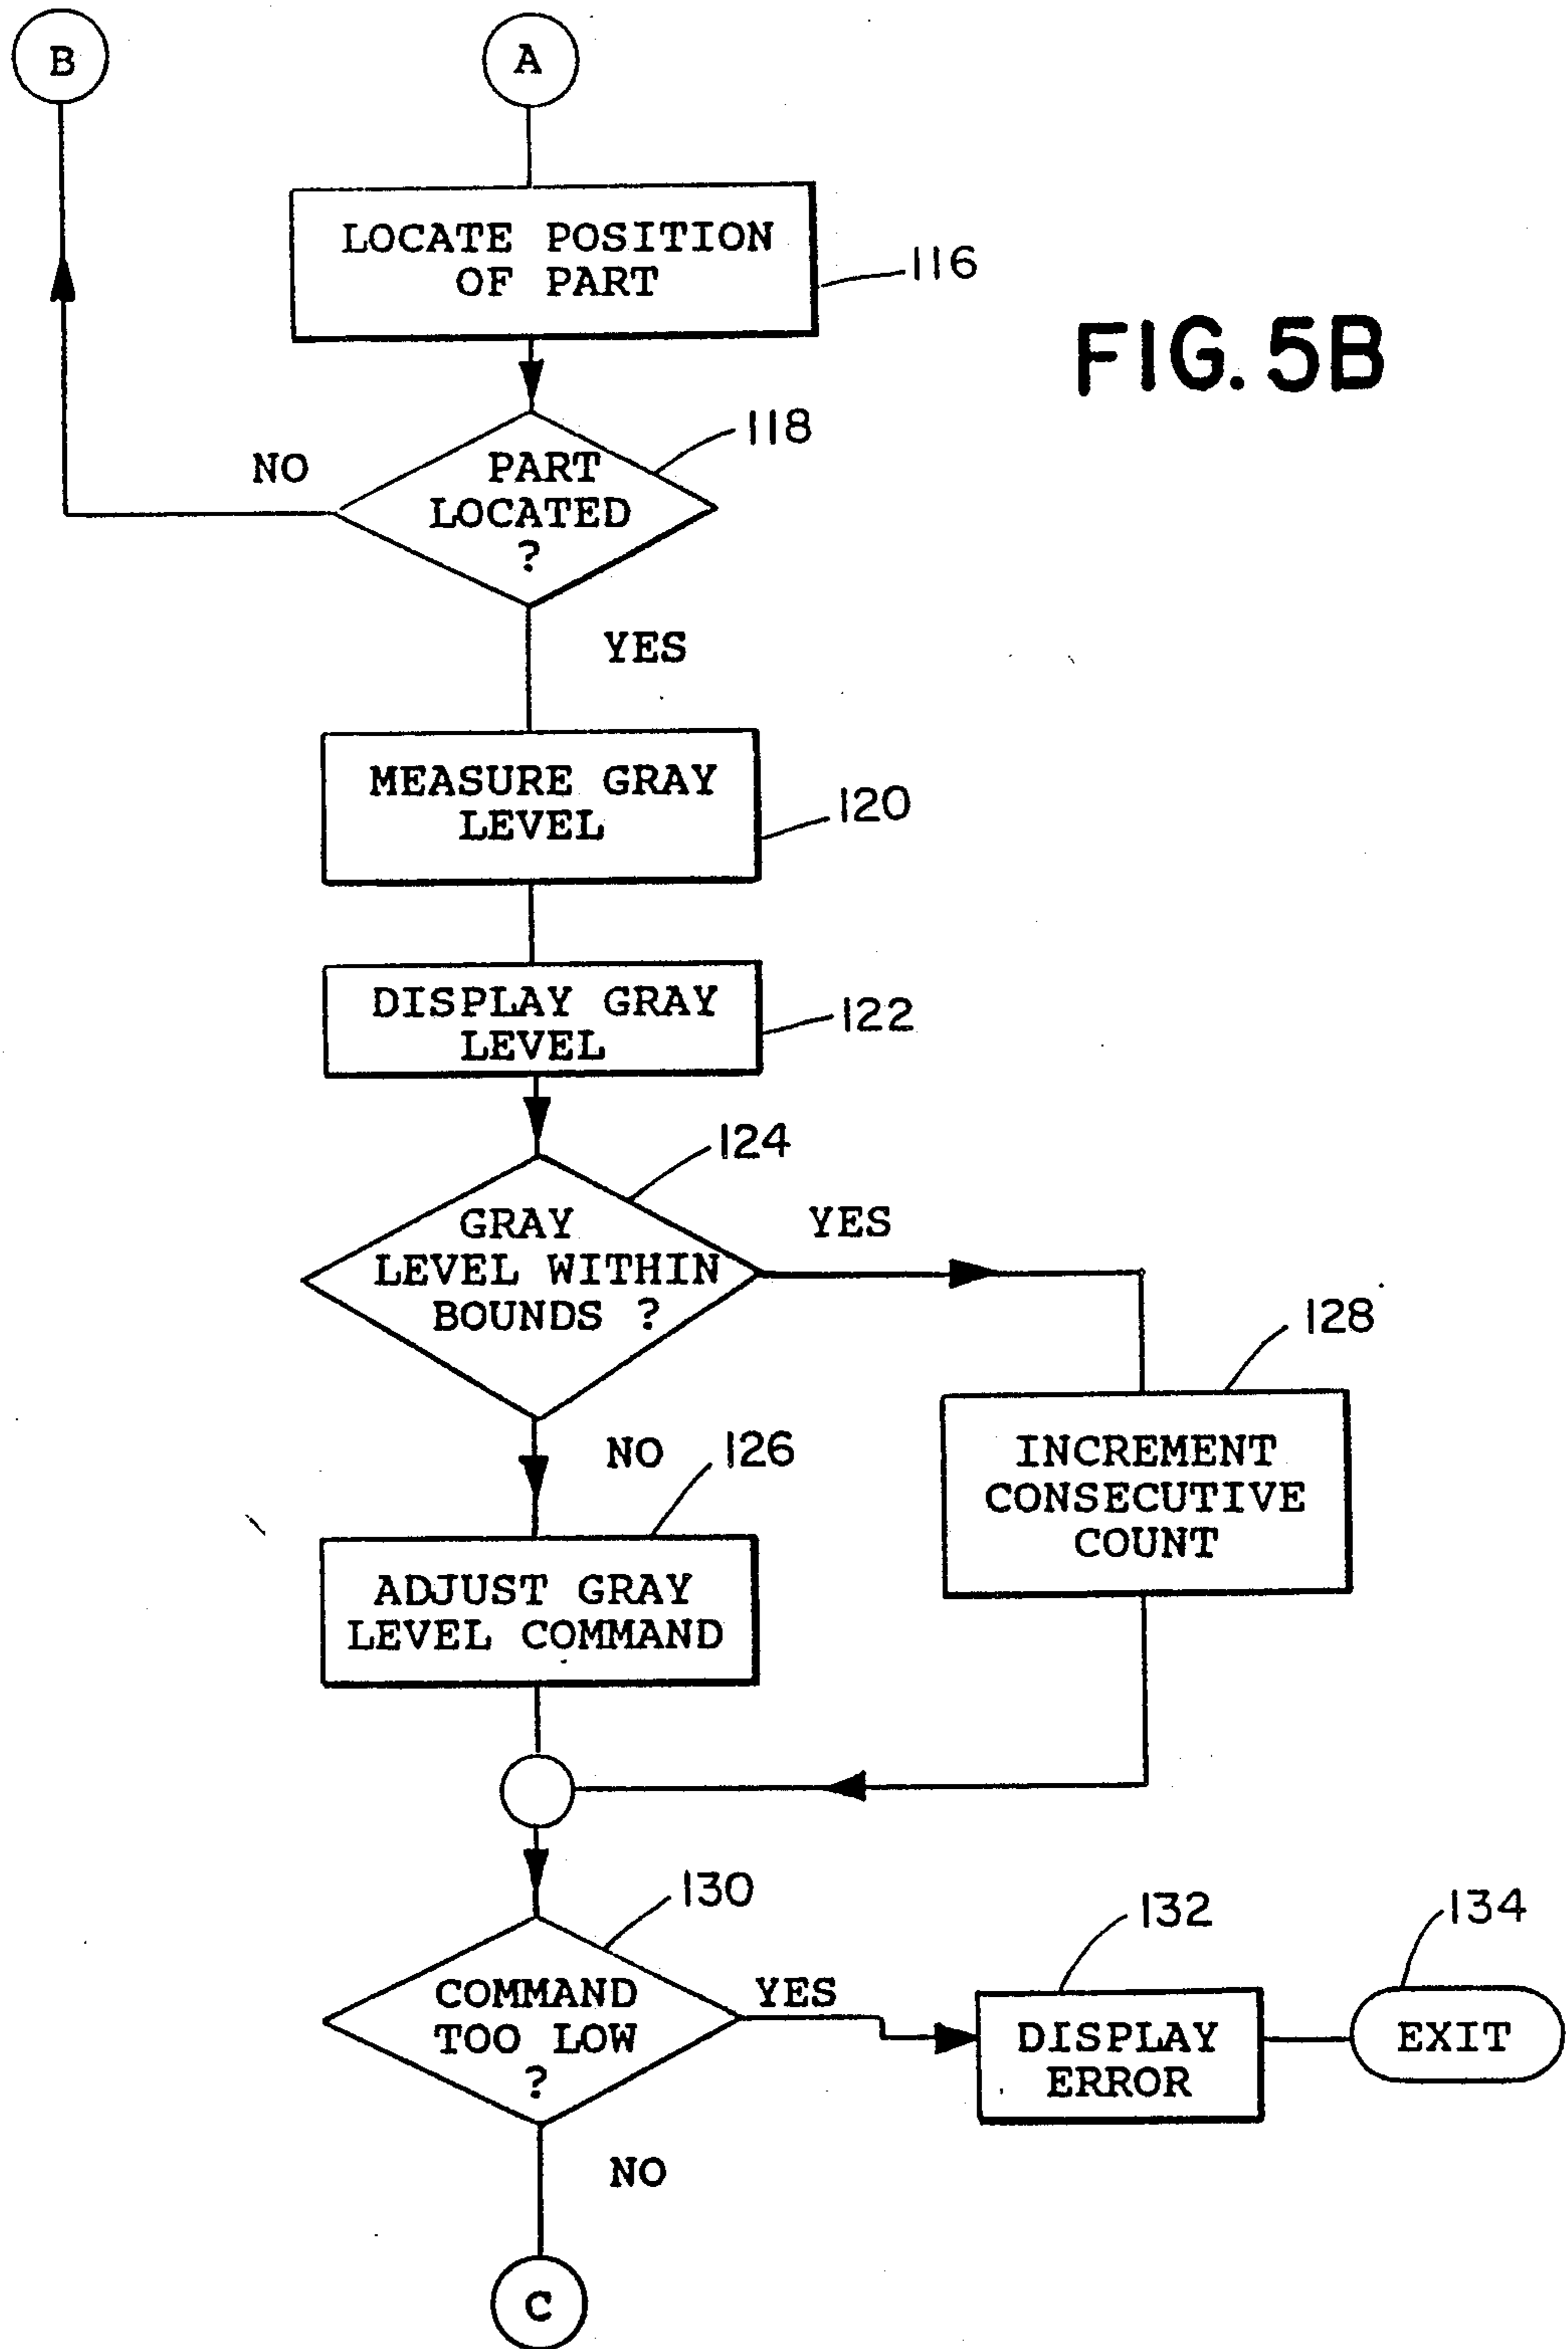 B
A
LOCATE POSITION
OF PART
116
FIG. 5B
118
NO
PART
LOCATED
?
YES
MEASURE GRAY
LEVEL
120
DISPLAY GRAY
LEVEL
122
124
GRAY
LEVEL WITHIN
BOUNDS ?
YES
128
NO
126
INCREMENT
CONSECUTIVE
COUNT
ADJUST GRAY
LEVEL COMMAND
130
132
134
COMMAND
TOO LOW
?
YES
DISPLAY
ERROR
EXIT
NO
C